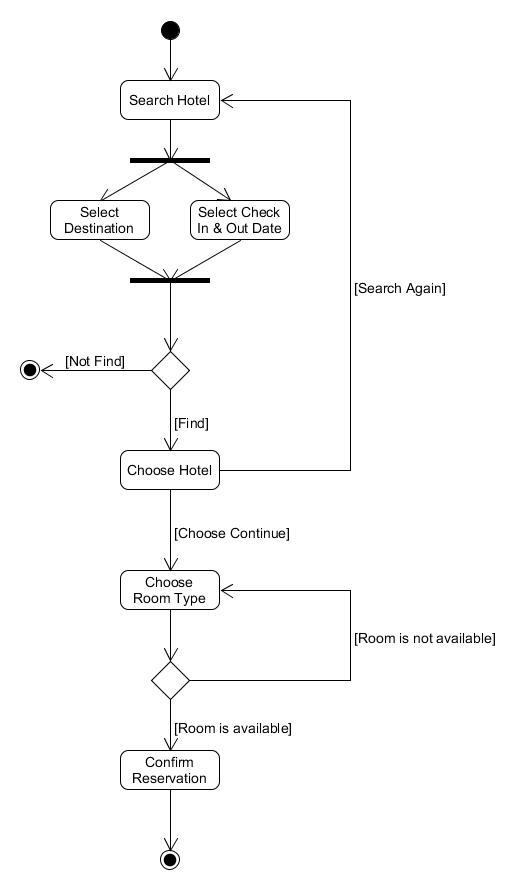 Search Hotel
Select
Destination
Select Check
In & Out Date
[Search Again]
[Not Find]
[Find]
Choose Hotel
[Choose Continue]
Choose
Room Type
[Room is not available]
[Room is available]
Confirm
Reservation